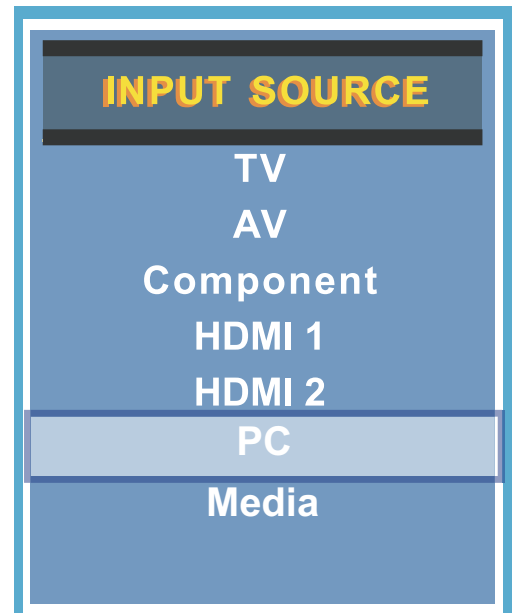 INPUT SOURCE
TV
AV
Component
HDMI 1
HDMI 2
PC
Media